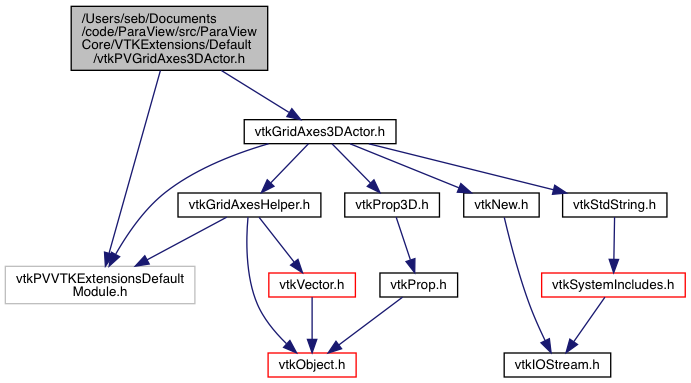 /Users/seb/Documents
/code/ParaView/src/ParaView
Core/VTKExtensions/Default
/vtkPVGridAxes3DActor.h
vtkGridAxes3DActor.h
vtkGridAxesHelper.h
vtkProp3D.h
vtkNew.h
vtkStdString.h
vtkPVVTKExtensionsDefault
Module.h
vtkVector.h
vtkProp.h
vtkSystemIncludes.h
vtkObject.h
vtkIOStream.h